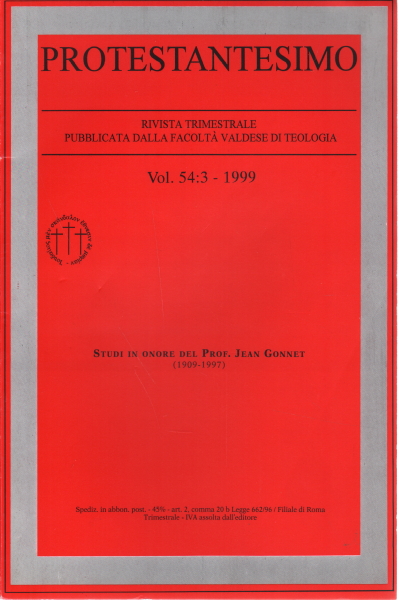 PROTESTANTESIMO
RIVISTA TRIMESTRALE
PUBBLICATA DALLA FACOLTÁ VALDESE DI TEOLOGIA
Vol. 54:3 - 1999
STUDI IN ONORE DEL PROF. JEAN GONNET
(1909-1997)
Spediz. in abbon. post. - 45% - art. 2, comma 20 b Legge 662/96 / Filiale di Roma
Trimestrale - IVA assolta dall'editore